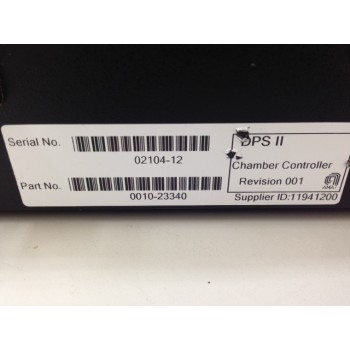 Serial No.
02104-12
Part No.
0010-23340
DPS II
Chamber Controller
Revision 001
Supplier ID:11941200